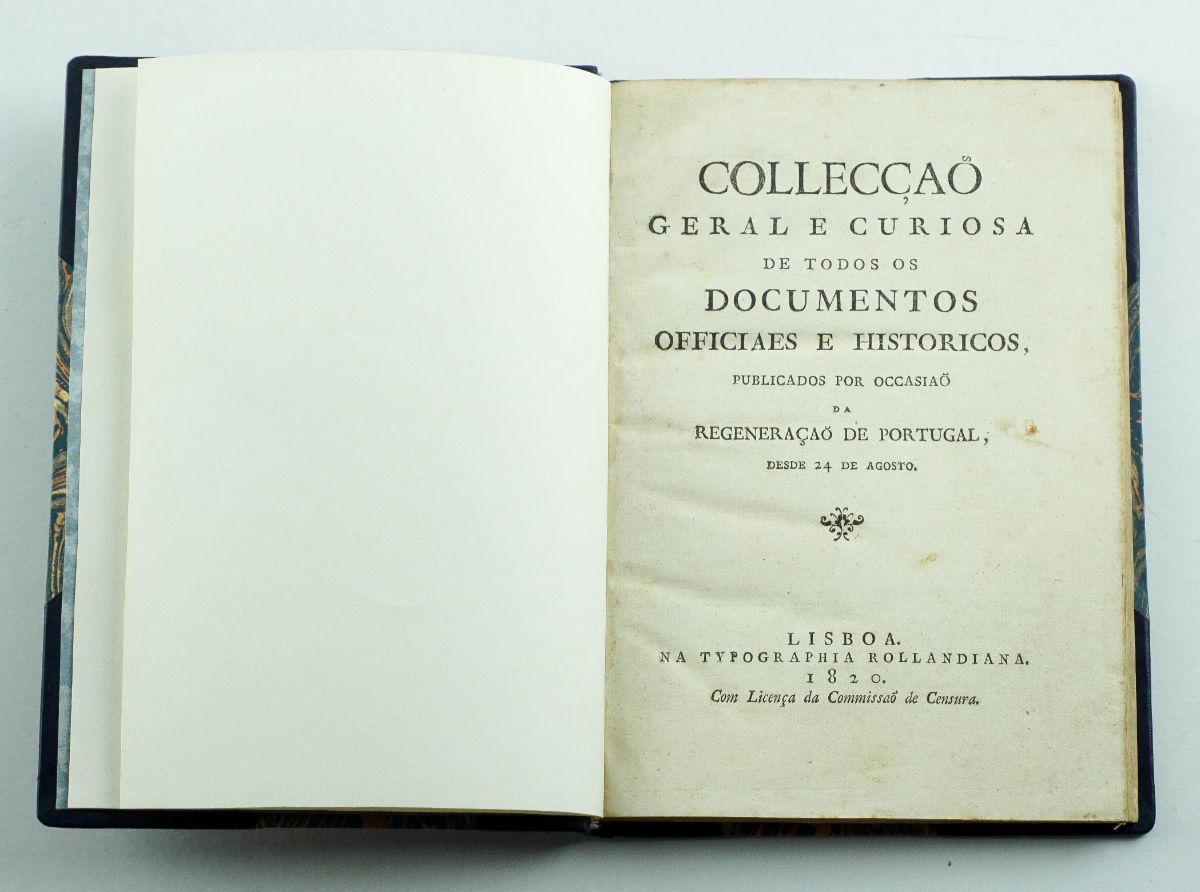 COLLECÇAÕ
GERAL E CURIOSA
DE TODOS OS
DOCUMENTOS
OFFICIAES E HISTORICOS,
PUBLICADOS POR OCCASIAÕ
DA
REGENERAÇAÕ DE PORTUGAL,
DESDE 24 DE AGOSTO.
LISBOA.
NA TYPOGRAPHIA ROLLANDIANA.
1820.
Com Licença da Commissaõ de Censura.